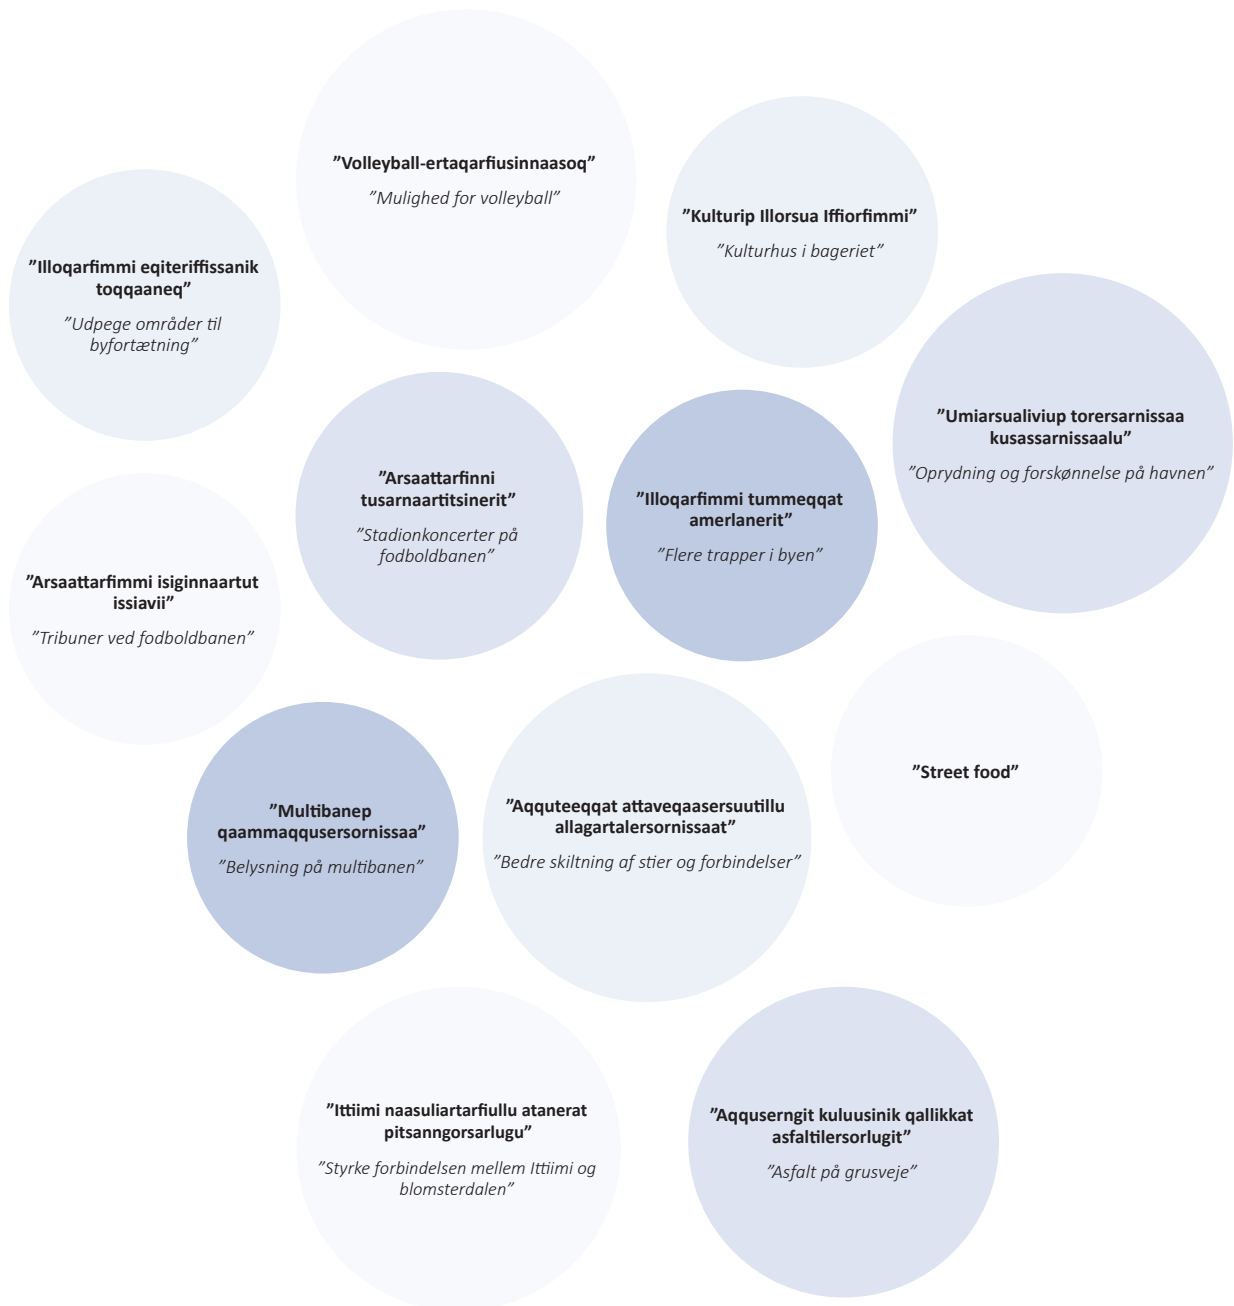 ”Volleyball-ertaqarfiusinnaasoq”
”Mulighed for volleyball”
”Kulturip Illorsua Iffiorfimmi”
”Kulturhus i bageriet”
”Illoqarfimmi eqiteriffissanik
toqqaaneq”
”Udpege områder til
byfortætning”
”Umiarsualiviup torersarnissaa
kusassarnissaalu”
”Oprydning og forskønnelse på havnen”
”Arsaattarfinni
tusarnaartitsinerit”
”Stadionkoncerter på
fodboldbanen”
”Illoqarfimmi tummeqqat
amerlanerit”
”Flere trapper i byen”
”Arsaattarfimmi isiginnaartut
issiavii”
”Tribuner ved fodboldbanen”
”Street food”
”Multibanep
qaammaqqusersornissaa”
”Belysning på multibanen”
”Aqquteeqqat attaveqaasersuutillu
allagartalersornissaat”
”Bedre skiltning af stier og forbindelser”
”Ittiimi naasuliartarfiullu atanerat
pitsanngorsarlugu”
”Styrke forbindelsen mellem Ittiimi og
blomsterdalen”
”Aqquserngit kuluusinik qallikkat
asfaltilersorlugit”
”Asfalt på grusveje”